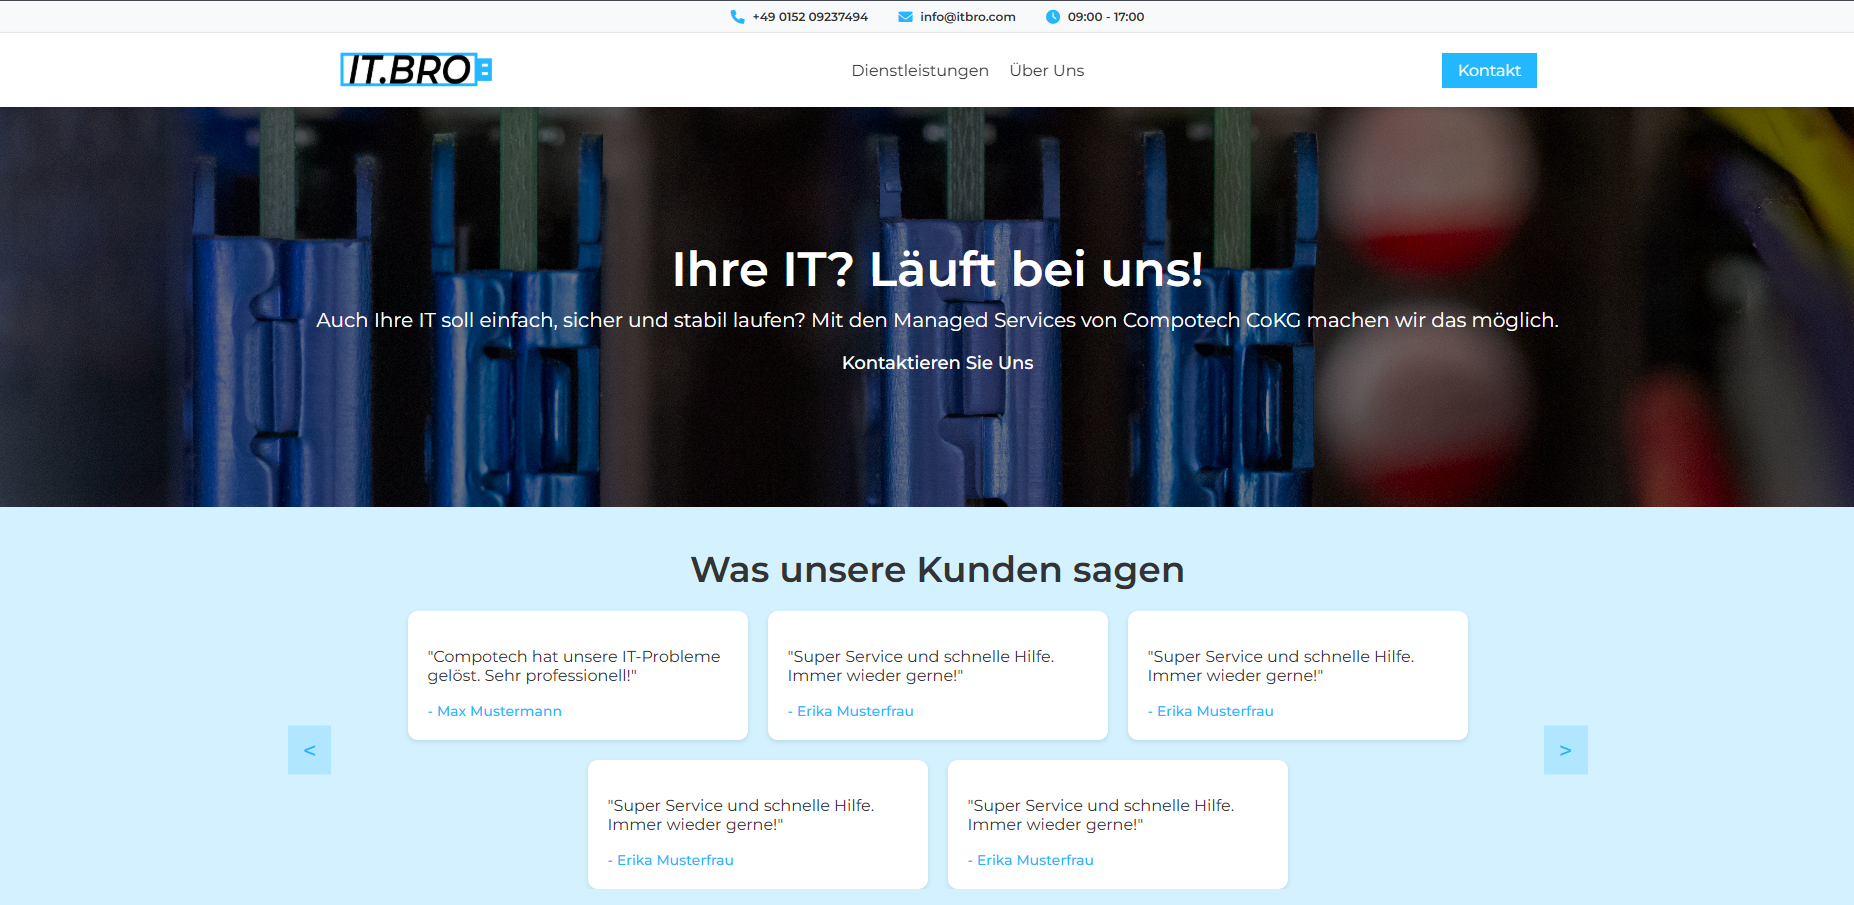 +49 0152 09237494 info@itbro.com 09:00 - 17:00
IT.BRO Dienstleistungen Über Uns Kontakt
Ihre IT? Läuft bei uns!
Auch Ihre IT soll einfach, sicher und stabil laufen? Mit den Managed Services von Compotech CoKG machen wir das möglich.
Kontaktieren Sie Uns
Was unsere Kunden sagen
"Compotech hat unsere IT-Probleme
gelöst. Sehr professionell!"
- Max Mustermann
"Super Service und schnelle Hilfe.
Immer wieder gerne!"
- Erika Musterfrau
"Super Service und schnelle Hilfe.
Immer wieder gerne!"
- Erika Musterfrau
< >
"Super Service und schnelle Hilfe.
Immer wieder gerne!"
- Erika Musterfrau
"Super Service und schnelle Hilfe.
Immer wieder gerne!"
- Erika Musterfrau